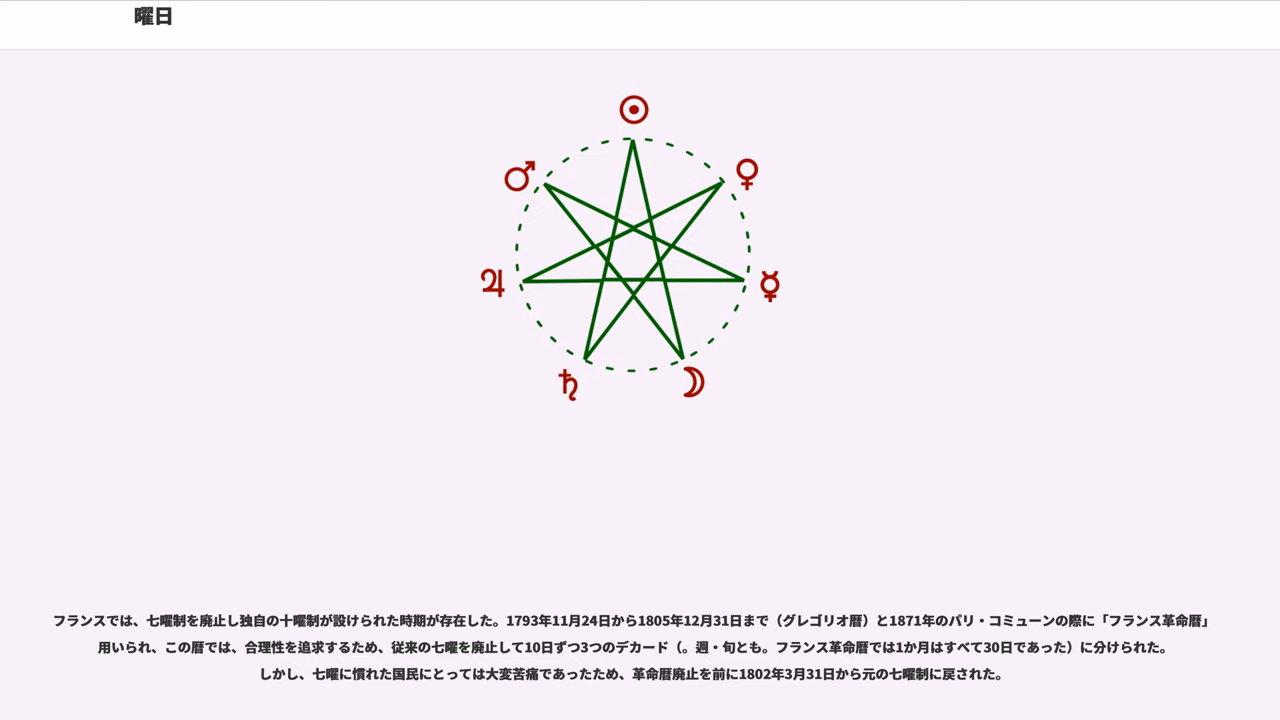 曜日
フランスでは、七曜制を廃止し独自の十曜制が設けられた時期が存在した。1793年11月24日から1805年12月31日まで（グレゴリオ暦）と1871年のパリ・コミューンの際に「フランス革命暦」
用いられ、この暦では、合理性を追求するため、従来の七曜を廃止して10日ずつ3つのデカード（。週・旬とも。フランス革命暦では1か月はすべて30日であった）に分けられた。
しかし、七曜に慣れた国民にとっては大変苦痛であったため、革命暦廃止を前に1802年3月31日から元の七曜制に戻された。